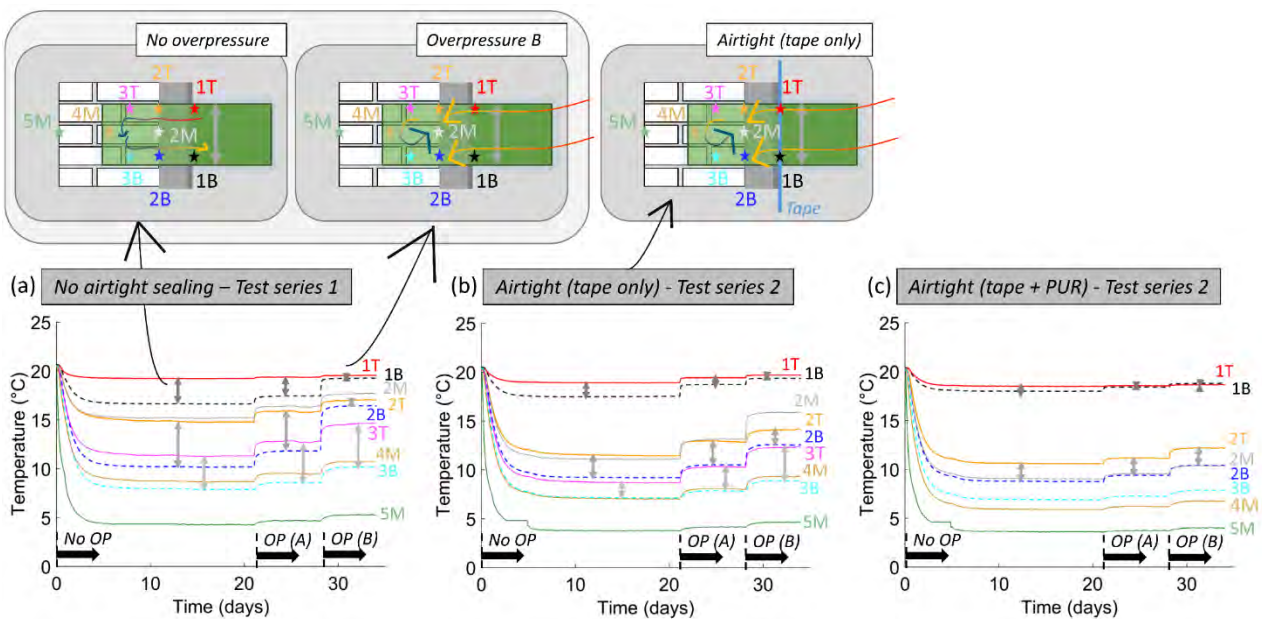 No overpressure
Overpressure B
Airtight (tape only)
2T
1T
3T
4M
5M
2M
3B
1B
2B
2T
1T
3T
4M
5M
2M
3B
1B
2B
2T
1T
3T
4M
5M
2M
3B
1B
2B
Tape
(a)
No airtight sealing – Test series 1
(b)
Airtight (tape only) - Test series 2
(c)
Airtight (tape + PUR) - Test series 2
Temperature (°C)
25
20
15
10
5
0
1T
1B
2M
2T
2B
3T
4M
3B
5M
No OP
OP (A)
OP (B)
0
10
20
30
Time (days)
Temperature (°C)
25
20
15
10
5
0
1T
1B
2M
2T
2B
3T
4M
3B
5M
No OP
OP (A)
OP (B)
0
10
20
30
Time (days)
Temperature (°C)
25
20
15
10
5
0
1T
1B
2T
2M
2B
3B
4M
5M
No OP
OP (A)
OP (B)
0
10
20
30
Time (days)